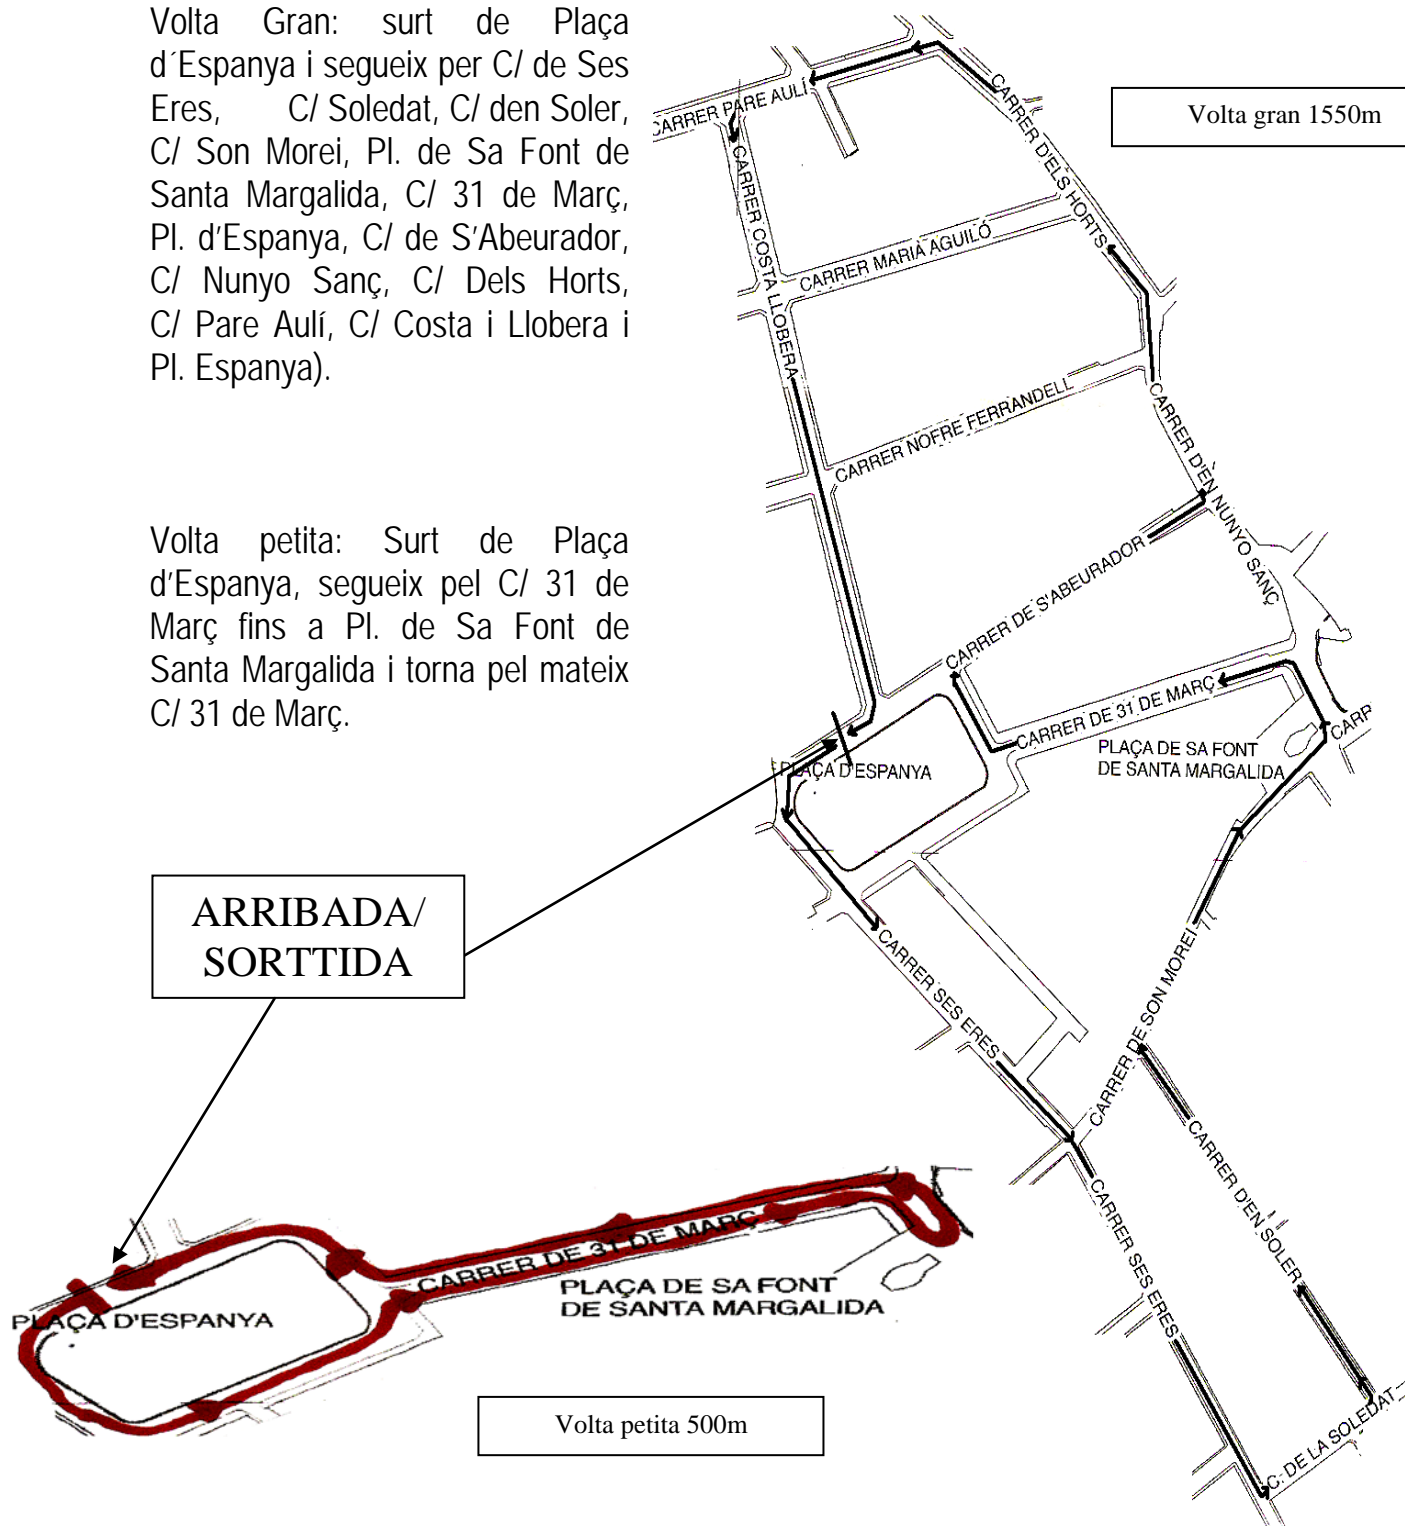 Volta Gran: surt de Plaça
d´Espanya i segueix per C/ de Ses
Eres, C/ Soledat, C/ den Soler,
C/ Son Morei, Pl. de Sa Font de
Santa Margalida, C/ 31 de Març,
Pl. d'Espanya, C/ de S'Abeurador,
C/ Nunyo Sanç, C/ Dels Horts,
C/ Pare Aulí, C/ Costa i Llobera i
Pl. Espanya).
Volta gran 1550m
CARRER PARE AULÍ
CARRER D'ELS HORTS
CARRER COSTA LLOBERA
CARRER MARIA AGUILÓ
CARRER NOFRE FERRANDELL
CARRER D'EN NUNYO SANÇ
CARRER DE S'ABEURADOR
CARRER DE 31 DE MARÇ
CARR
PLAÇA DE SA FONT
DE SANTA MARGALIDA
PLAÇA D'ESPANYA
CARRER SES ERES
CARRER DE SON MOREI
CARRER D'EN SOLER
CARRER SES ERES
C. DE LA SOLEDAT
Volta petita: Surt de Plaça
d'Espanya, segueix pel C/ 31 de
Març fins a Pl. de Sa Font de
Santa Margalida i torna pel mateix
C/ 31 de Març.
ARRIBADA/
SORTTIDA
CARRER DE 31 DE MARÇ
PLAÇA DE SA FONT
DE SANTA MARGALIDA
PLAÇA D'ESPANYA
Volta petita 500m